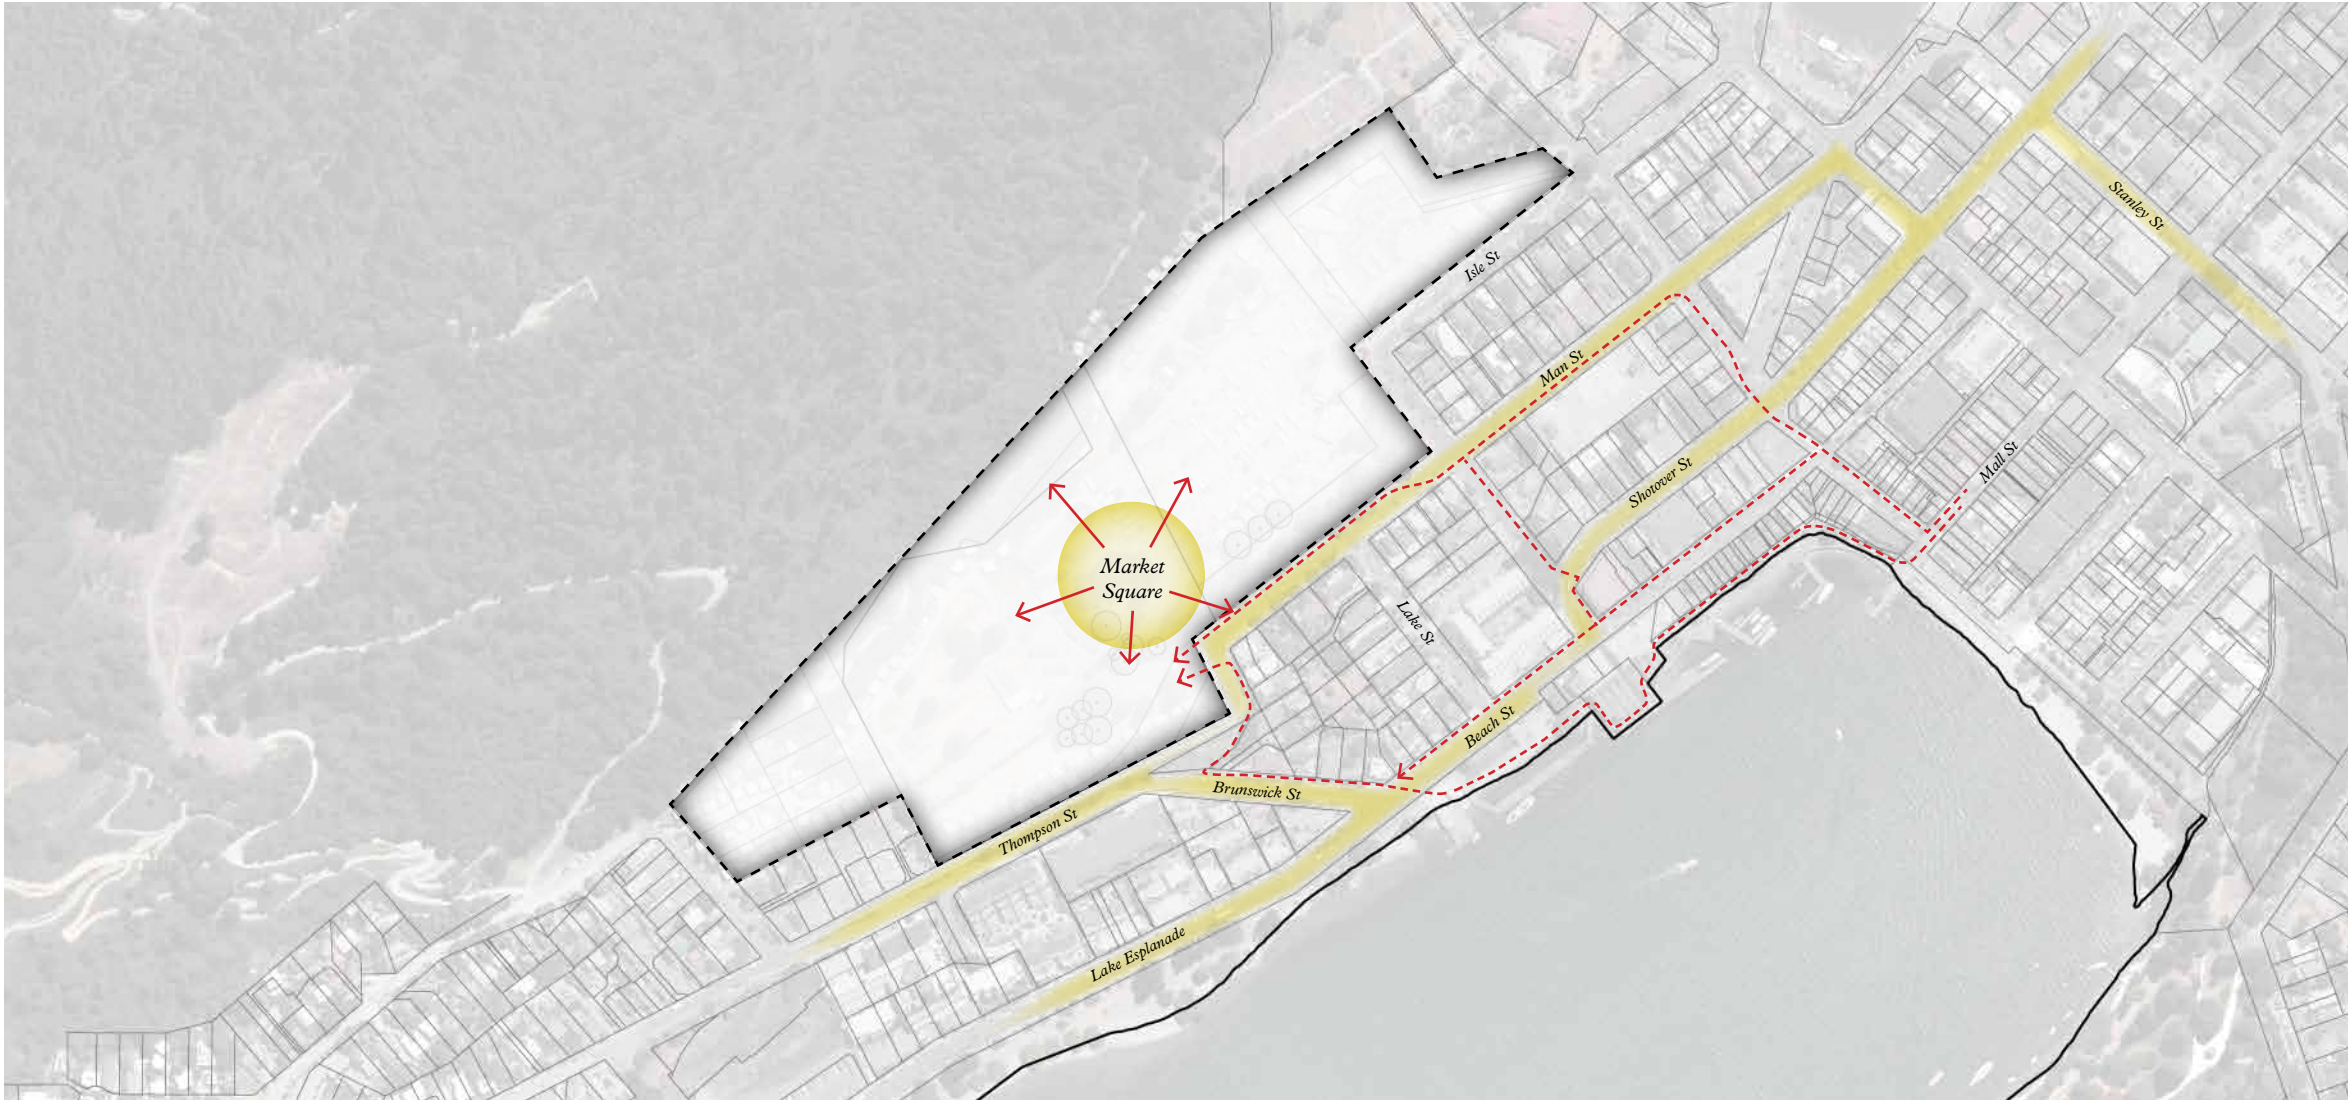 Stanley St
Isle St
Man St
Mall St
Shotover St
Market
Square
Lake St
Beach St
Brunswick St
Thompson St
Lake Esplanade